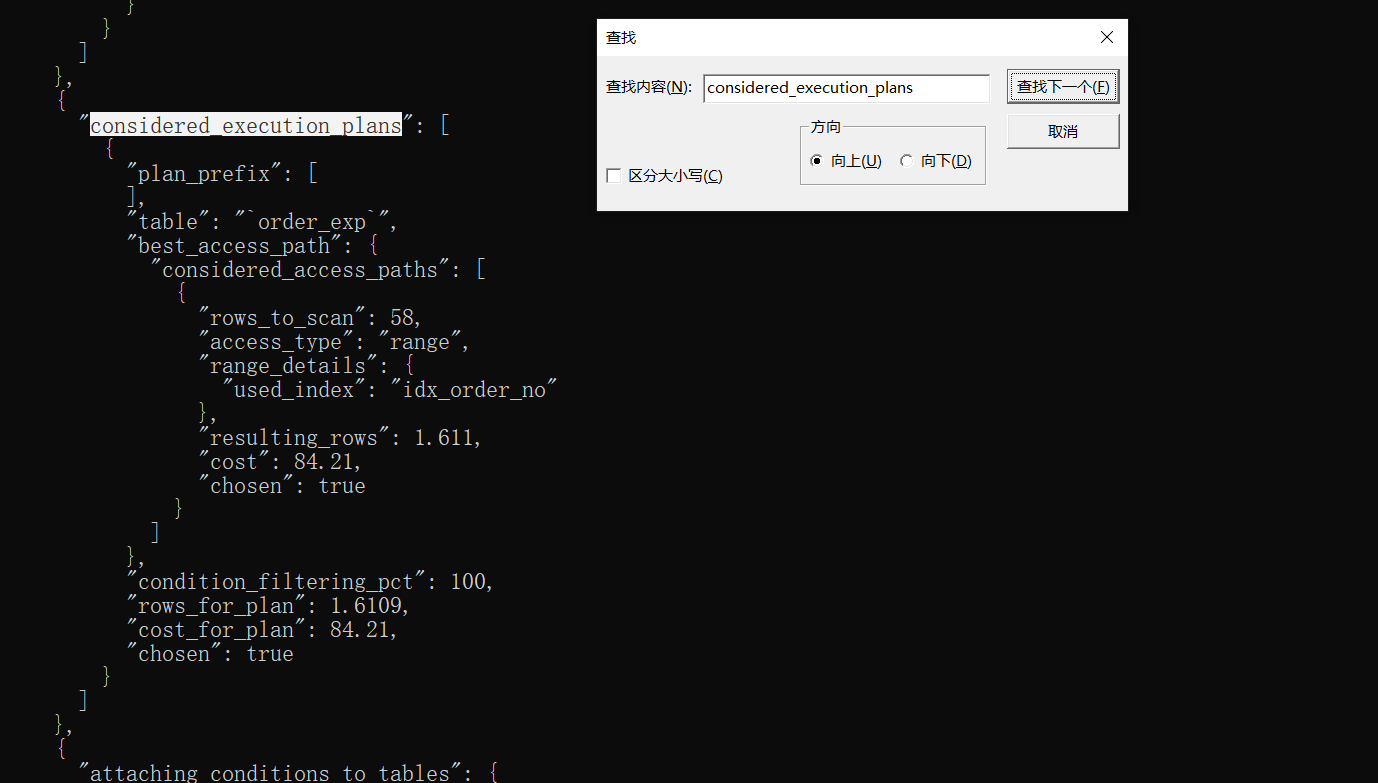 }
}
]
},
{
"considered_execution_plans": [
{
"plan_prefix": [
],
"table": "`order_exp`",
"best_access_path": {
"considered_access_paths": [
{
"rows_to_scan": 58,
"access_type": "range",
"range_details": {
"used_index": "idx_order_no"
},
"resulting_rows": 1.611,
"cost": 84.21,
"chosen": true
}
]
},
"condition_filtering_pct": 100,
"rows_for_plan": 1.6109,
"cost_for_plan": 84.21,
"chosen": true
}
]
},
{
"attaching_conditions_to_tables": {
查找
查找内容(N): considered_execution_plans 查找下一个(F)
方向 取消
向上(U) 向下(D)
区分大小写(C)